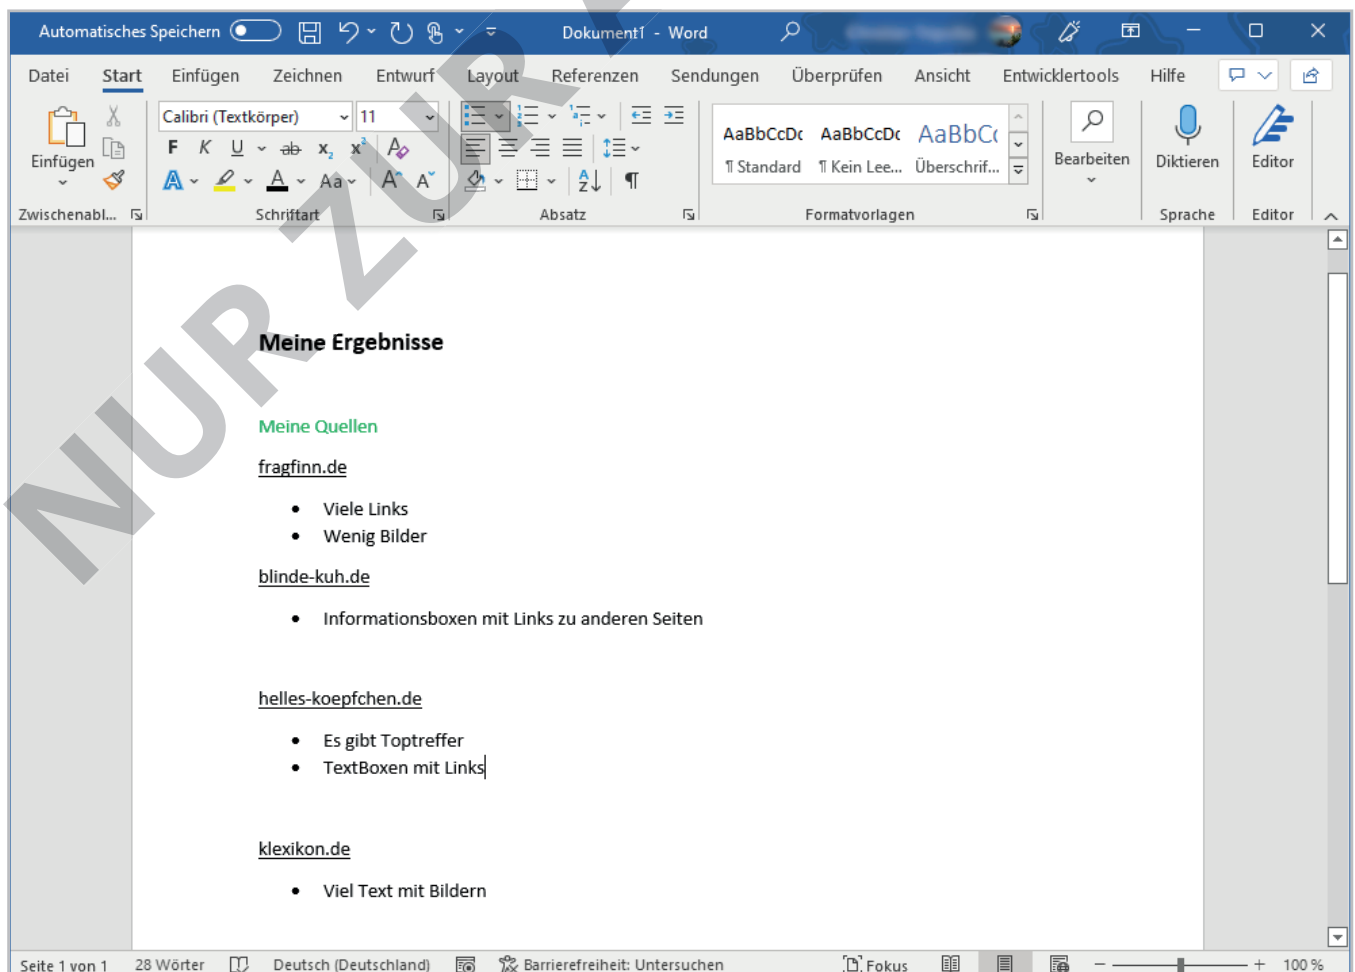 Automatisches Speichern
Dokument1 - Word
Datei Start Einfügen Zeichnen Entwurf Layout Referenzen Sendungen Überprüfen Ansicht Entwicklertools Hilfe
Calibri (Textkörper) 11
Einfügen
F K U ab x₂ x² A
A A Aa A A
AaBbCcDc AaBbCcDc AaBbCc
¶ Standard ¶ Kein Lee... Überschrif...
Bearbeiten
Diktieren
Editor
Zwischenabl... Schriftart Absatz Formatvorlagen Sprache Editor
NUR ZUR
Meine Ergebnisse
Meine Quellen
fragfinn.de
• Viele Links
• Wenig Bilder
blinde-kuh.de
• Informationsboxen mit Links zu anderen Seiten
helles-koepfchen.de
• Es gibt Toptreffer
• TextBoxen mit Links
klexikon.de
• Viel Text mit Bildern
Seite 1 von 1 28 Wörter Deutsch (Deutschland) Barrierefreiheit: Untersuchen Fokus 100 %